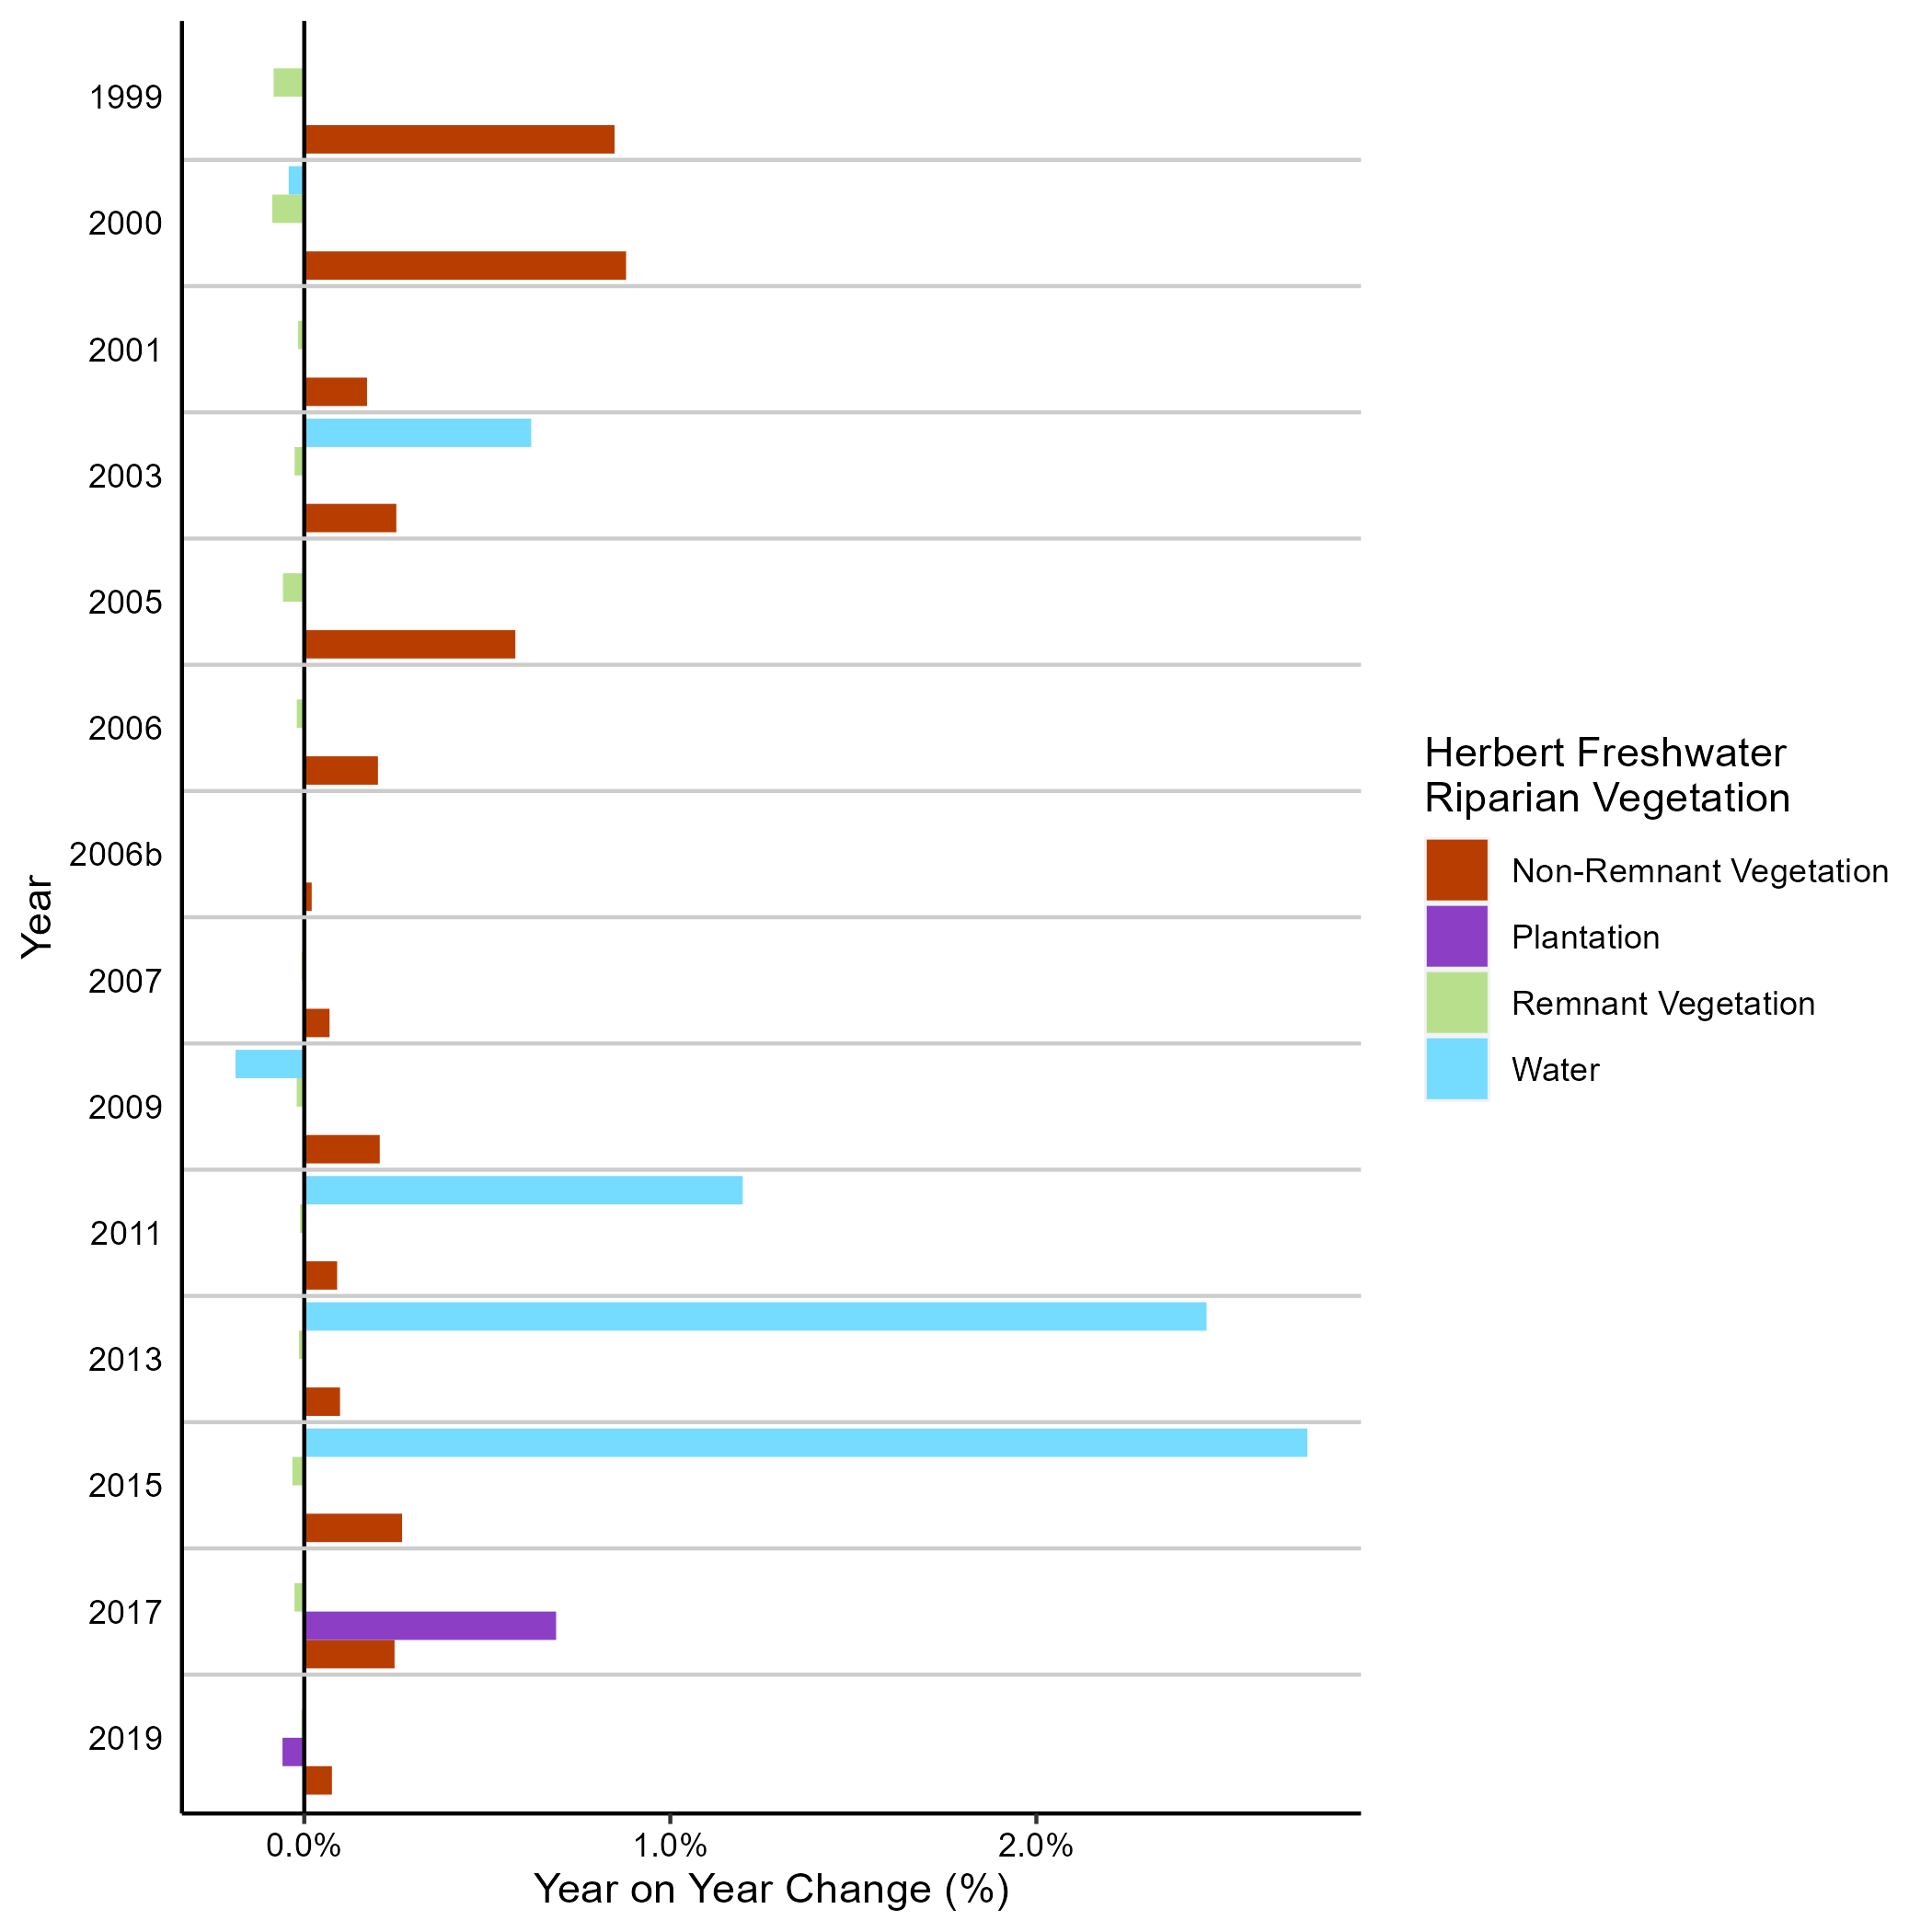 1999
2000
2001
2003
2005
2006
2006b
2007
2009
2011
2013
2015
2017
2019
Year
0.0%
1.0%
2.0%
Year on Year Change (%)
Herbert Freshwater
Riparian Vegetation
Non-Remnant Vegetation
Plantation
Remnant Vegetation
Water